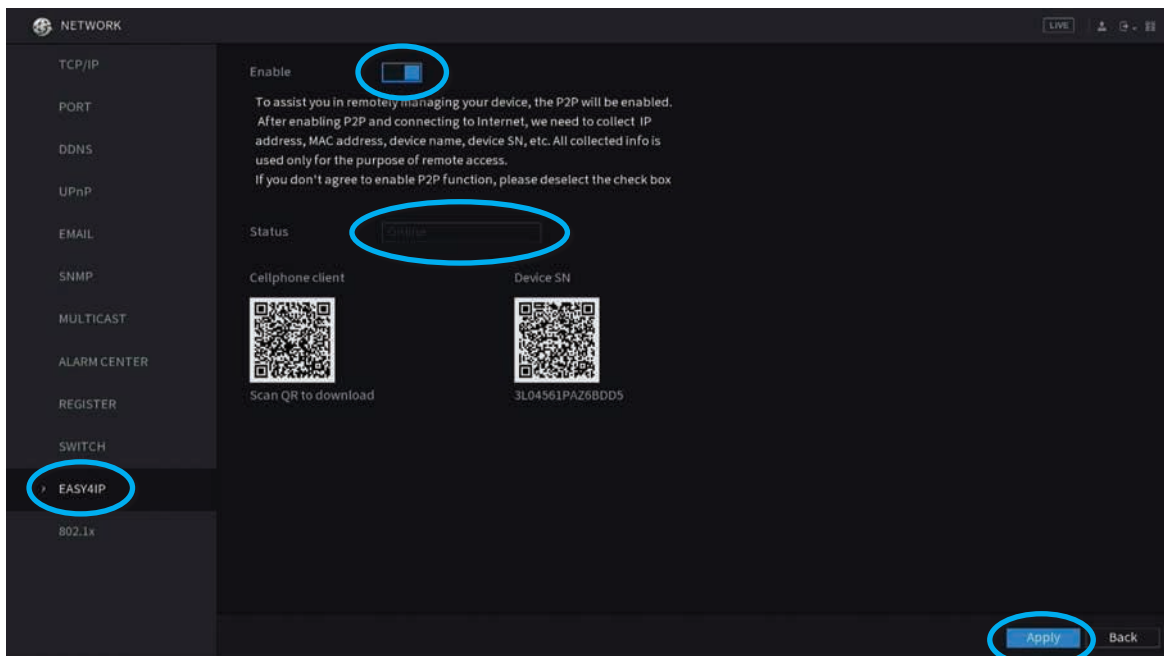 NETWORK
LIVE
TCP/IP
PORT
DDNS
UPnP
EMAIL
SNMP
MULTICAST
ALARM CENTER
REGISTER
SWITCH
EASY4IP
802.1x
Enable
To assist you in remotely managing your device, the P2P will be enabled.
After enabling P2P and connecting to Internet, we need to collect IP
address, MAC address, device name, device SN, etc. All collected info is
used only for the purpose of remote access.
If you don't agree to enable P2P function, please deselect the check box
Status
Cellphone client
Device SN
Scan QR to download
3L04561PAZ6BDD5
Apply
Back